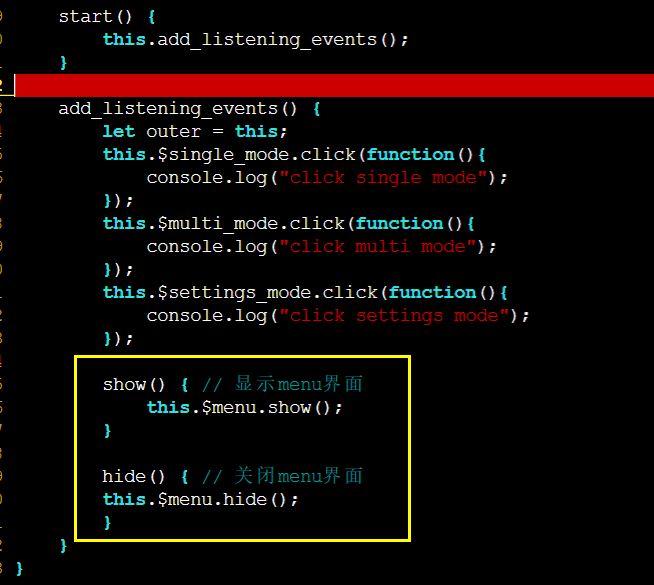 start() {
this.add_listening_events();
}
add_listening_events() {
let outer = this;
this.$single_mode.click(function(){
console.log("click single mode");
});
this.$multi_mode.click(function(){
console.log("click multi mode");
});
this.$settings_mode.click(function(){
console.log("click settings mode");
});
show() { // 显示menu界面
this.$menu.show();
}
hide() { // 关闭menu界面
this.$menu.hide();
}
}
}